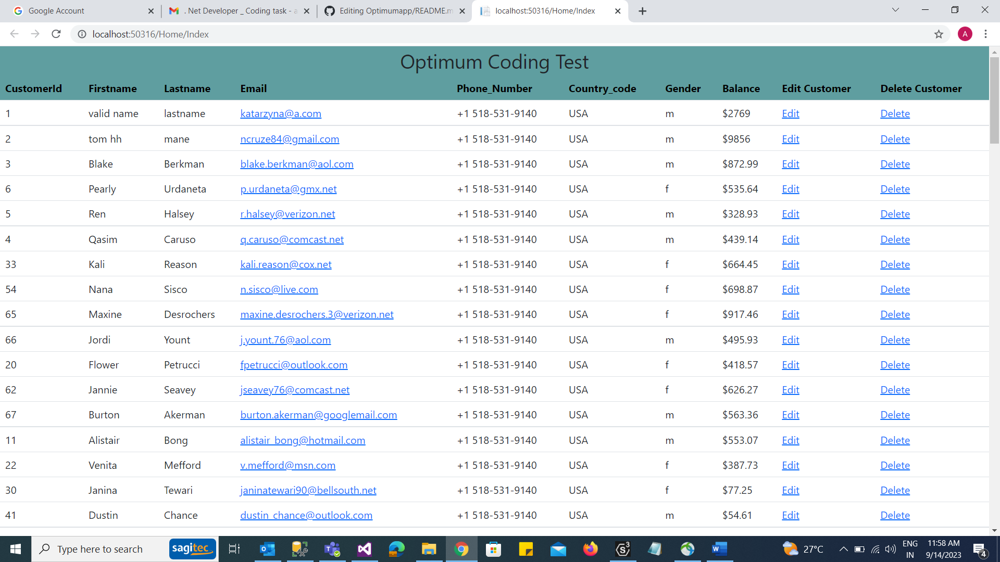 Google Account
. Net Developer _ Coding task - a
Editing Optimumapp/README.m
localhost:50316/Home/Index
localhost:50316/Home/Index
A
Optimum Coding Test
CustomerId Firstname Lastname Email Phone_Number Country_code Gender Balance Edit Customer Delete Customer
1 valid name lastname katarzyna@a.com +1 518-531-9140 USA m $2769 Edit Delete
2 tom hh mane ncruze84@gmail.com +1 518-531-9140 USA m $9856 Edit Delete
3 Blake Berkman blake.berkman@aol.com +1 518-531-9140 USA m $872.99 Edit Delete
6 Pearly Urdaneta p.urdaneta@gmx.net +1 518-531-9140 USA f $535.64 Edit Delete
5 Ren Halsey r.halsey@verizon.net +1 518-531-9140 USA m $328.93 Edit Delete
4 Qasim Caruso q.caruso@comcast.net +1 518-531-9140 USA m $439.14 Edit Delete
33 Kali Reason kali.reason@cox.net +1 518-531-9140 USA f $664.45 Edit Delete
54 Nana Sisco n.sisco@live.com +1 518-531-9140 USA f $698.87 Edit Delete
65 Maxine Desrochers maxine.desrochers.3@verizon.net +1 518-531-9140 USA f $917.46 Edit Delete
66 Jordi Yount j.yount.76@aol.com +1 518-531-9140 USA m $495.93 Edit Delete
20 Flower Petrucci fpetrucci@outlook.com +1 518-531-9140 USA f $418.57 Edit Delete
62 Jannie Seavey jseavey76@comcast.net +1 518-531-9140 USA f $626.27 Edit Delete
67 Burton Akerman burton.akerman@googlemail.com +1 518-531-9140 USA m $563.36 Edit Delete
11 Alistair Bong alistair_bong@hotmail.com +1 518-531-9140 USA m $553.07 Edit Delete
22 Venita Mefford v.mefford@msn.com +1 518-531-9140 USA f $387.73 Edit Delete
30 Janina Tewari janinatewari90@bellsouth.net +1 518-531-9140 USA f $77.25 Edit Delete
41 Dustin Chance dustin_chance@outlook.com +1 518-531-9140 USA m $54.61 Edit Delete
Type here to search
sagitec
27°C
ENG
IN
11:58 AM
9/14/2023
4